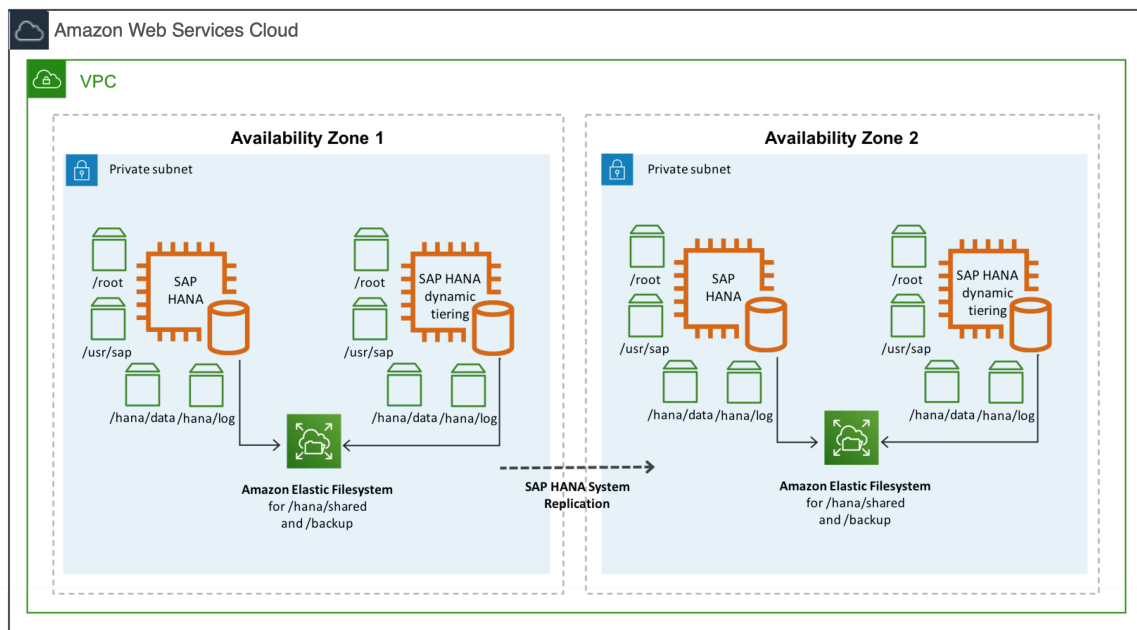 Amazon Web Services Cloud
VPC
Availability Zone 1
Private subnet
/root
SAP
HANA
/usr/sap
/hana/data
/hana/log
/root
SAP HANA
dynamic
tiering
/usr/sap
/hana/data
/hana/log
Amazon Elastic Filesystem
for /hana/shared
and /backup
SAP HANA System
Replication
Availability Zone 2
Private subnet
/root
SAP
HANA
/usr/sap
/hana/data
/hana/log
/root
SAP HANA
dynamic
tiering
/usr/sap
/hana/data
/hana/log
Amazon Elastic Filesystem
for /hana/shared
and /backup